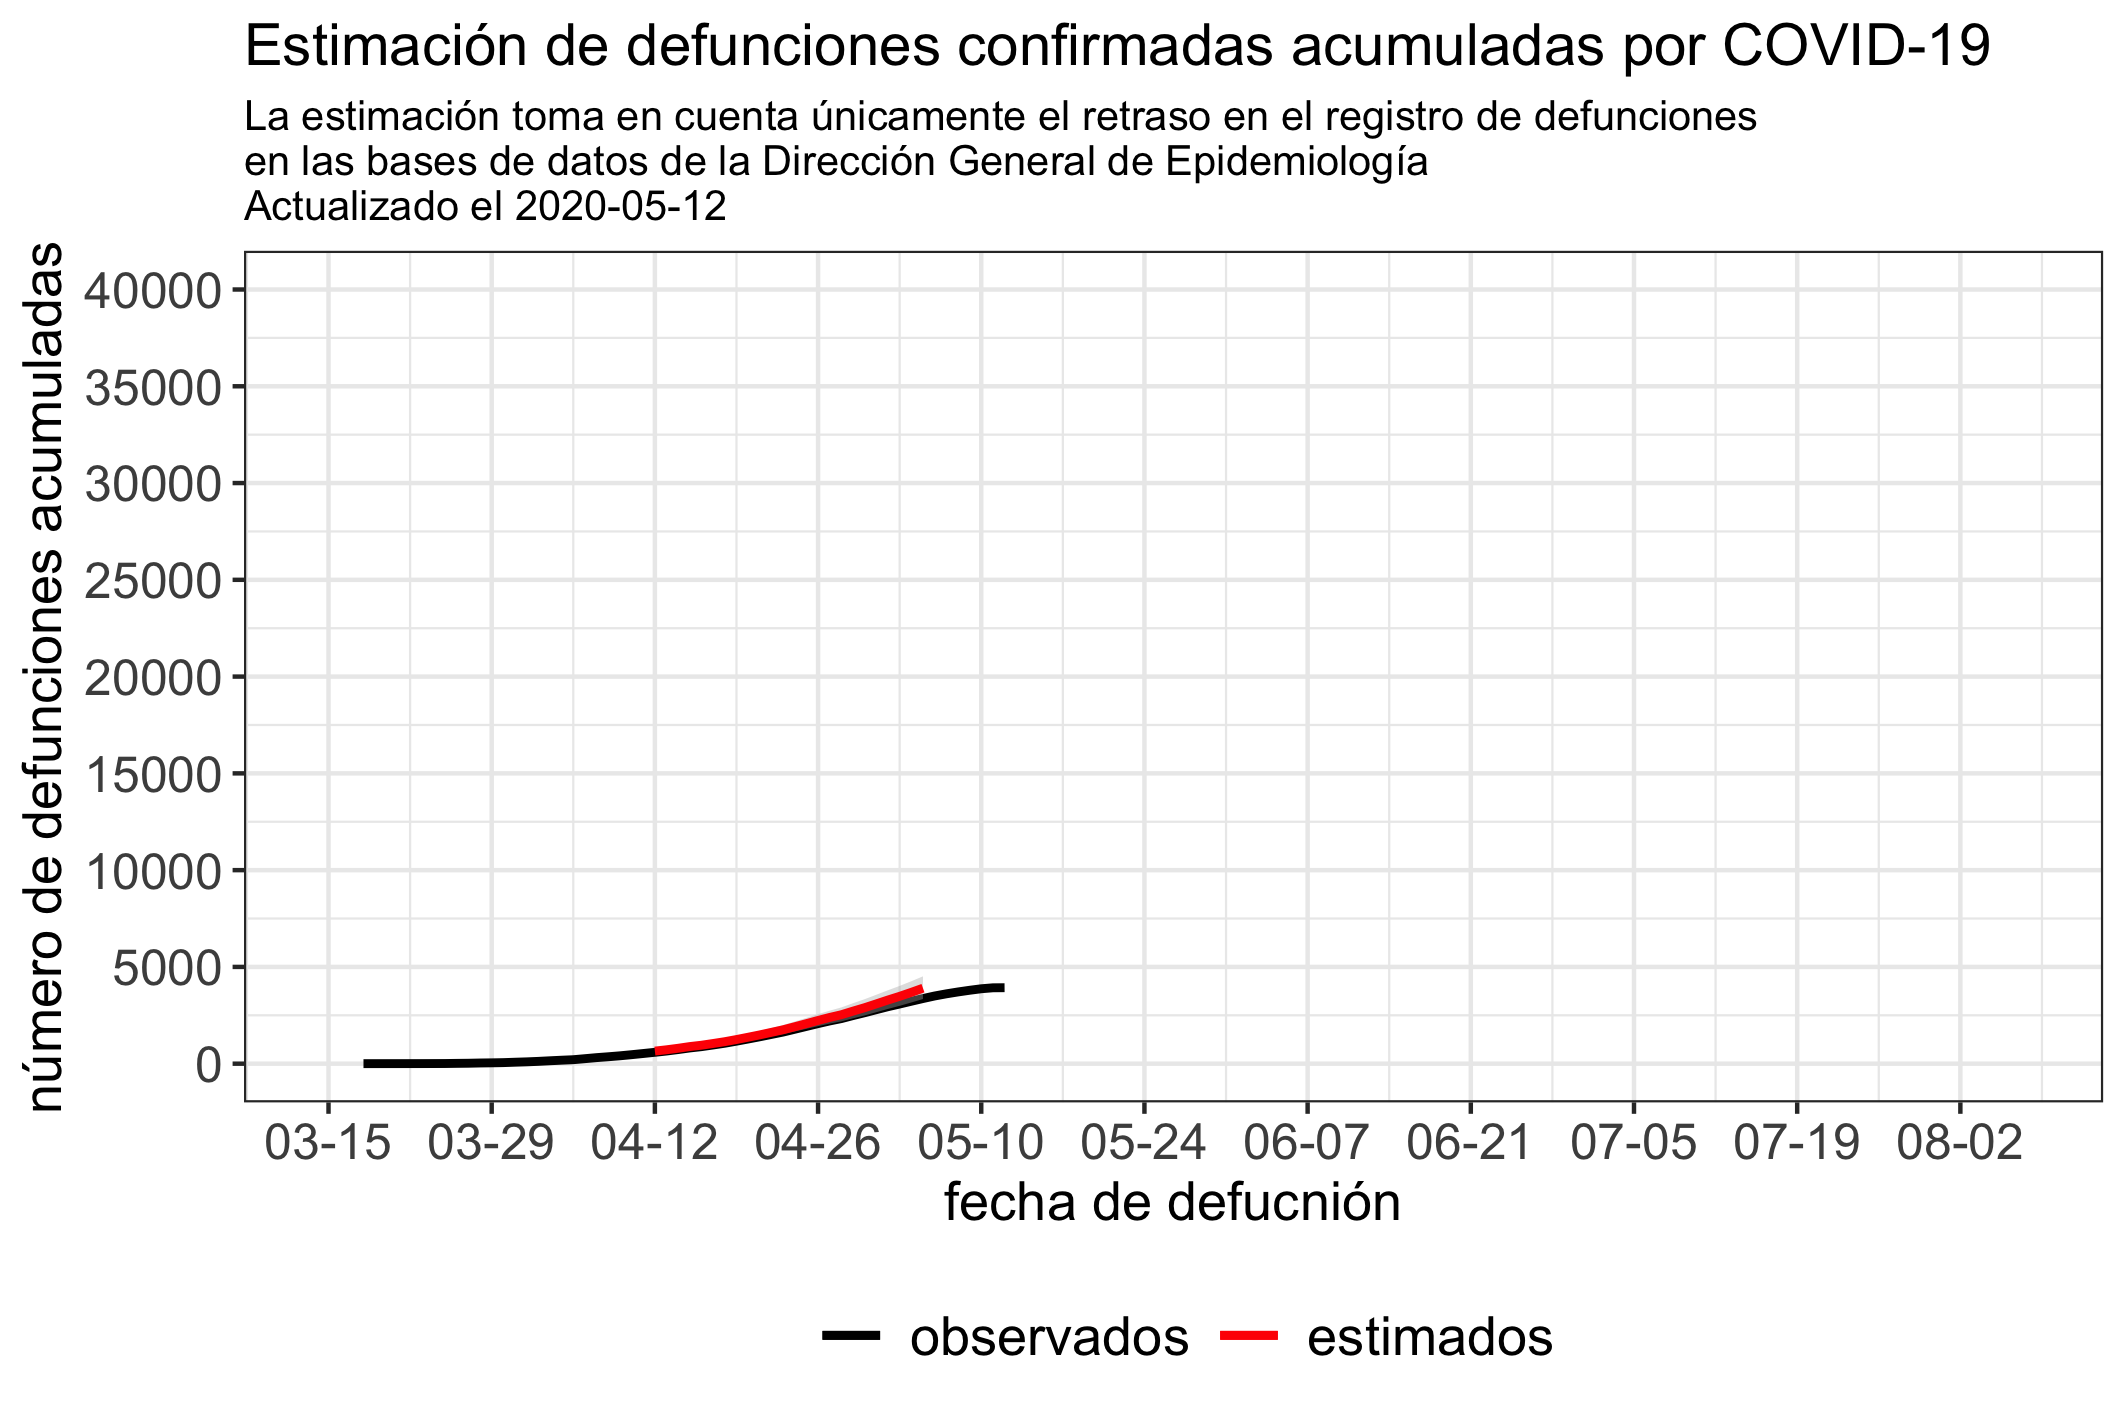 Estimación de defunciones confirmadas acumuladas por COVID-19
La estimación toma en cuenta únicamente el retraso en el registro de defunciones
en las bases de datos de la Dirección General de Epidemiología
Actualizado el 2020-05-12
número de defunciones acumuladas
40000
35000
30000
25000
20000
15000
10000
5000
0
03-15 03-29 04-12 04-26 05-10 05-24 06-07 06-21 07-05 07-19 08-02
fecha de defucnión
observados estimados